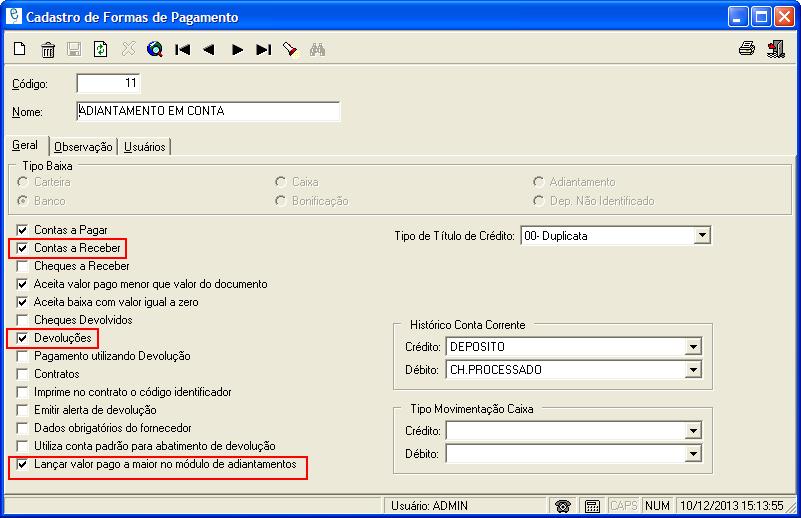 Cadastro de Formas de Pagamento
Código: 11
Nome: ADIANTAMENTO EM CONTA
Geral Observação Usuários
Tipo Baixa
Carteira Caixa Adiantamento
Banco Bonificação Dep. Não Identificado
Contas a Pagar
Tipo de Título de Crédito: 00- Duplicata
Contas a Receber
Cheques a Receber
Aceita valor pago menor que valor do documento
Aceita baixa com valor igual a zero
Cheques Devolvidos
Devoluções
Pagamento utilizando Devolução
Contratos
Imprime no contrato o código identificador
Emitir alerta de devolução
Dados obrigatórios do fornecedor
Utiliza conta padrão para abatimento de devolução
Lançar valor pago a maior no módulo de adiantamentos
Histórico Conta Corrente
Crédito: DEPOSITO
Débito: CH.PROCESSADO
Tipo Movimentação Caixa
Crédito:
Débito:
Usuário: ADMIN CAPS NUM 10/12/2013 15:13:55